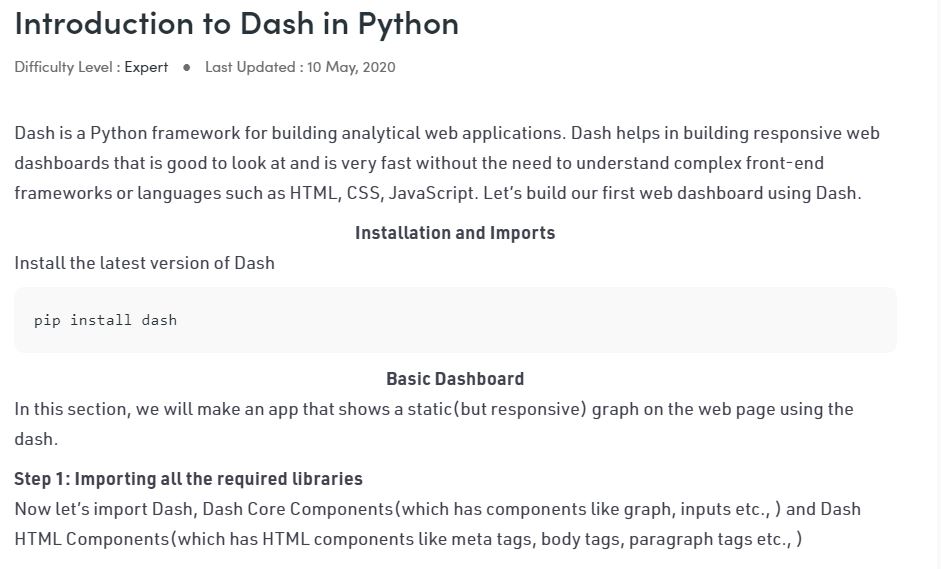 Introduction to Dash in Python
Difficulty Level : Expert ● Last Updated : 10 May, 2020
Dash is a Python framework for building analytical web applications. Dash helps in building responsive web
dashboards that is good to look at and is very fast without the need to understand complex front-end
frameworks or languages such as HTML, CSS, JavaScript. Let's build our first web dashboard using Dash.
Installation and Imports
Install the latest version of Dash
pip install dash
Basic Dashboard
In this section, we will make an app that shows a static(but responsive) graph on the web page using the
dash.
Step 1: Importing all the required libraries
Now let's import Dash, Dash Core Components(which has components like graph, inputs etc., ) and Dash
HTML Components(which has HTML components like meta tags, body tags, paragraph tags etc., )